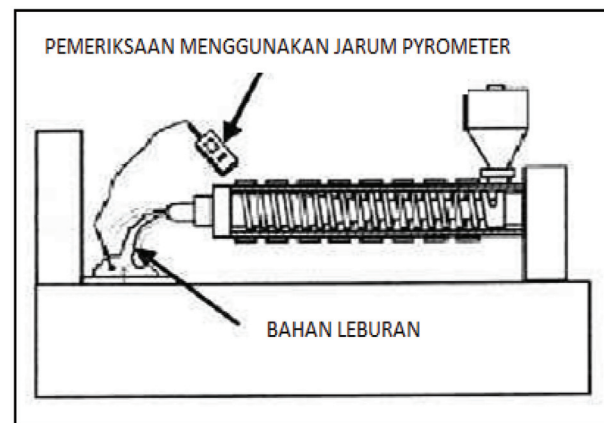 PEMERIKSAAN MENGGUNAKAN JARUM PYROMETER
BAHAN LEBURAN